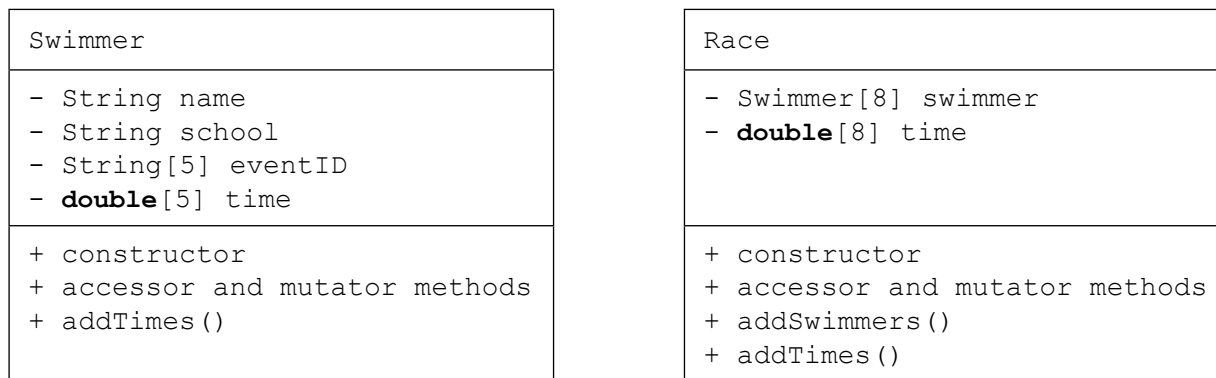 Swimmer
- String name
- String school
- String[5] eventID
- double[5] time
+ constructor
+ accessor and mutator methods
+ addTimes()
Race
- Swimmer[8] swimmer
- double[8] time
+ constructor
+ accessor and mutator methods
+ addSwimmers()
+ addTimes()